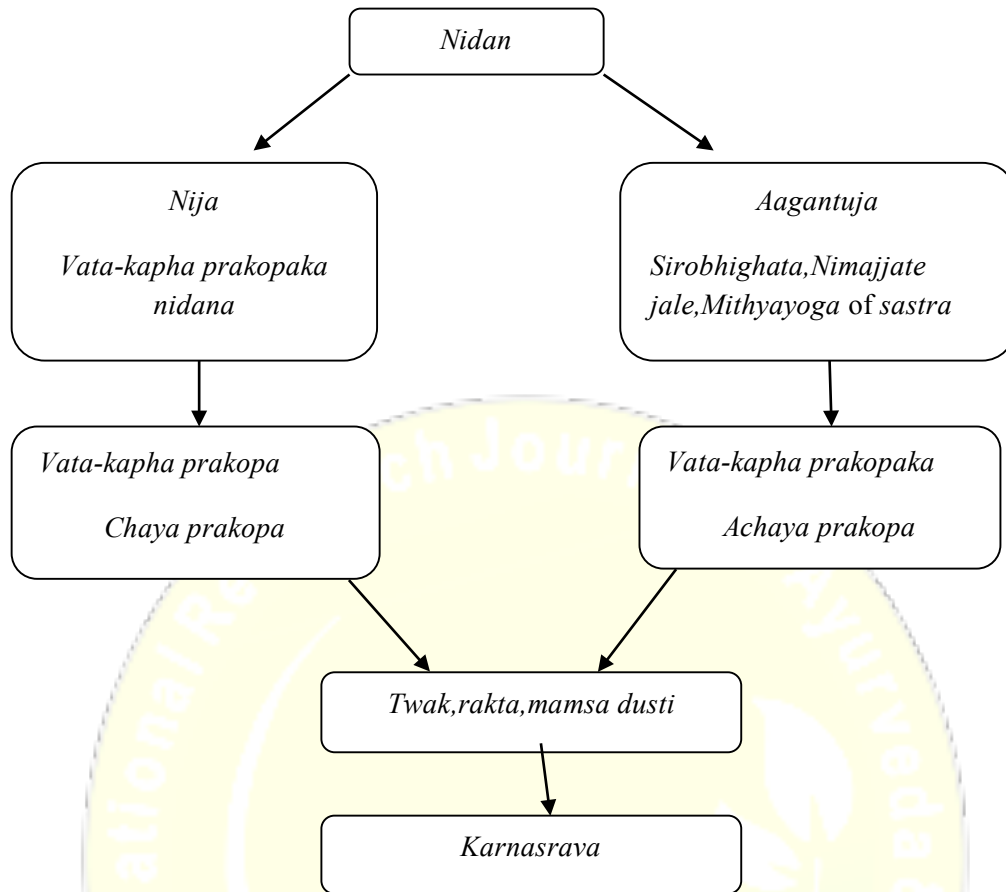 Nidan
Nija
Vata-kapha prakopaka
nidana
Aagantuja
Sirobhighata,Nimajjate
jale,Mithyayoga of sastra
Vata-kapha prakopa
Chaya prakopa
Vata-kapha prakopaka
Achaya prakopa
Twak,rakta,mamsa dusti
Karnasrava